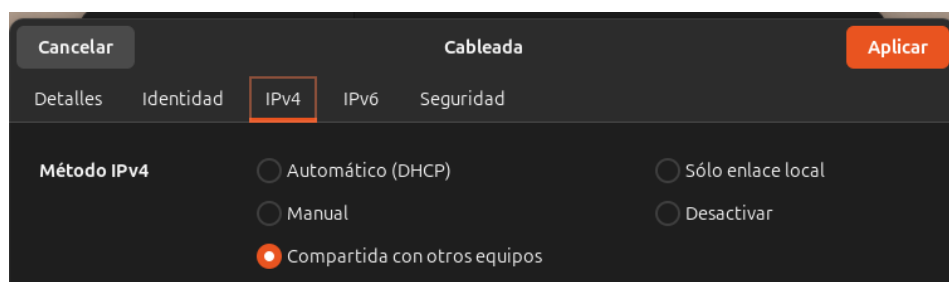 Cancelar Cableada Aplicar
Detalles Identidad IPv4 IPv6 Seguridad
Método IPv4 Automático (DHCP) Sólo enlace local
Manual Desactivar
Compartida con otros equipos